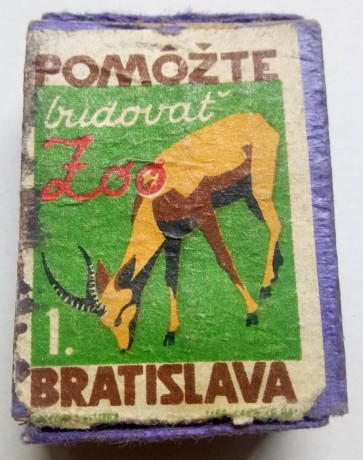 POMÔŽTE
budovať
Zoo
1.
BRATISLAVA